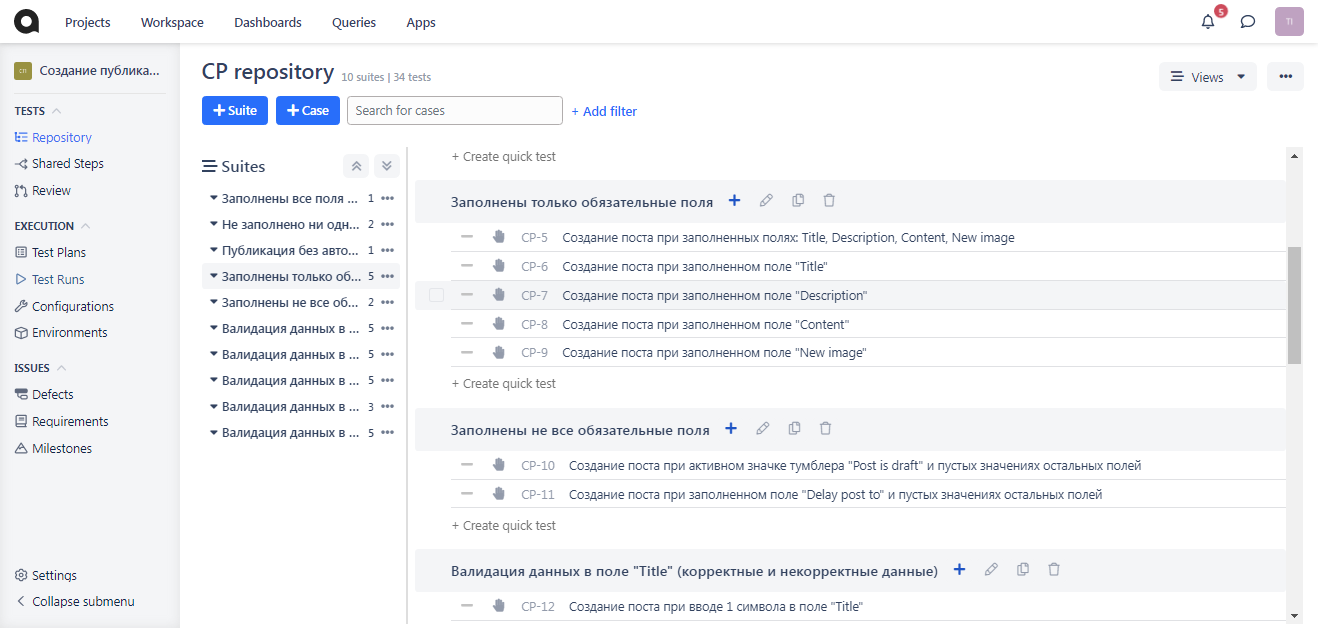 Projects Workspace Dashboards Queries Apps 5 TI
СП Создание публика...
TESTS
Repository
Shared Steps
Review
EXECUTION
Test Plans
Test Runs
Configurations
Environments
ISSUES
Defects
Requirements
Milestones
Settings
Collapse submenu
CP repository 10 suites | 34 tests
Views
+ Suite + Case Search for cases + Add filter
Suites
Заполнены все поля ... 1
Не заполнено ни одн... 2
Публикация без авто... 1
Заполнены только об... 5
Заполнены не все об... 2
Валидация данных в ... 5
Валидация данных в ... 5
Валидация данных в ... 5
Валидация данных в ... 3
Валидация данных в ... 5
+ Create quick test
Заполнены только обязательные поля
CP-5 Создание поста при заполненных полях: Title, Description, Content, New image
CP-6 Создание поста при заполненном поле "Title"
CP-7 Создание поста при заполненном поле "Description"
CP-8 Создание поста при заполненном поле "Content"
CP-9 Создание поста при заполненном поле "New image"
+ Create quick test
Заполнены не все обязательные поля
CP-10 Создание поста при активном значке тумблера "Post is draft" и пустых значениях остальных полей
CP-11 Создание поста при заполненном поле "Delay post to" и пустых значениях остальных полей
+ Create quick test
Валидация данных в поле "Title" (корректные и некорректные данные)
CP-12 Создание поста при вводе 1 символа в поле "Title"